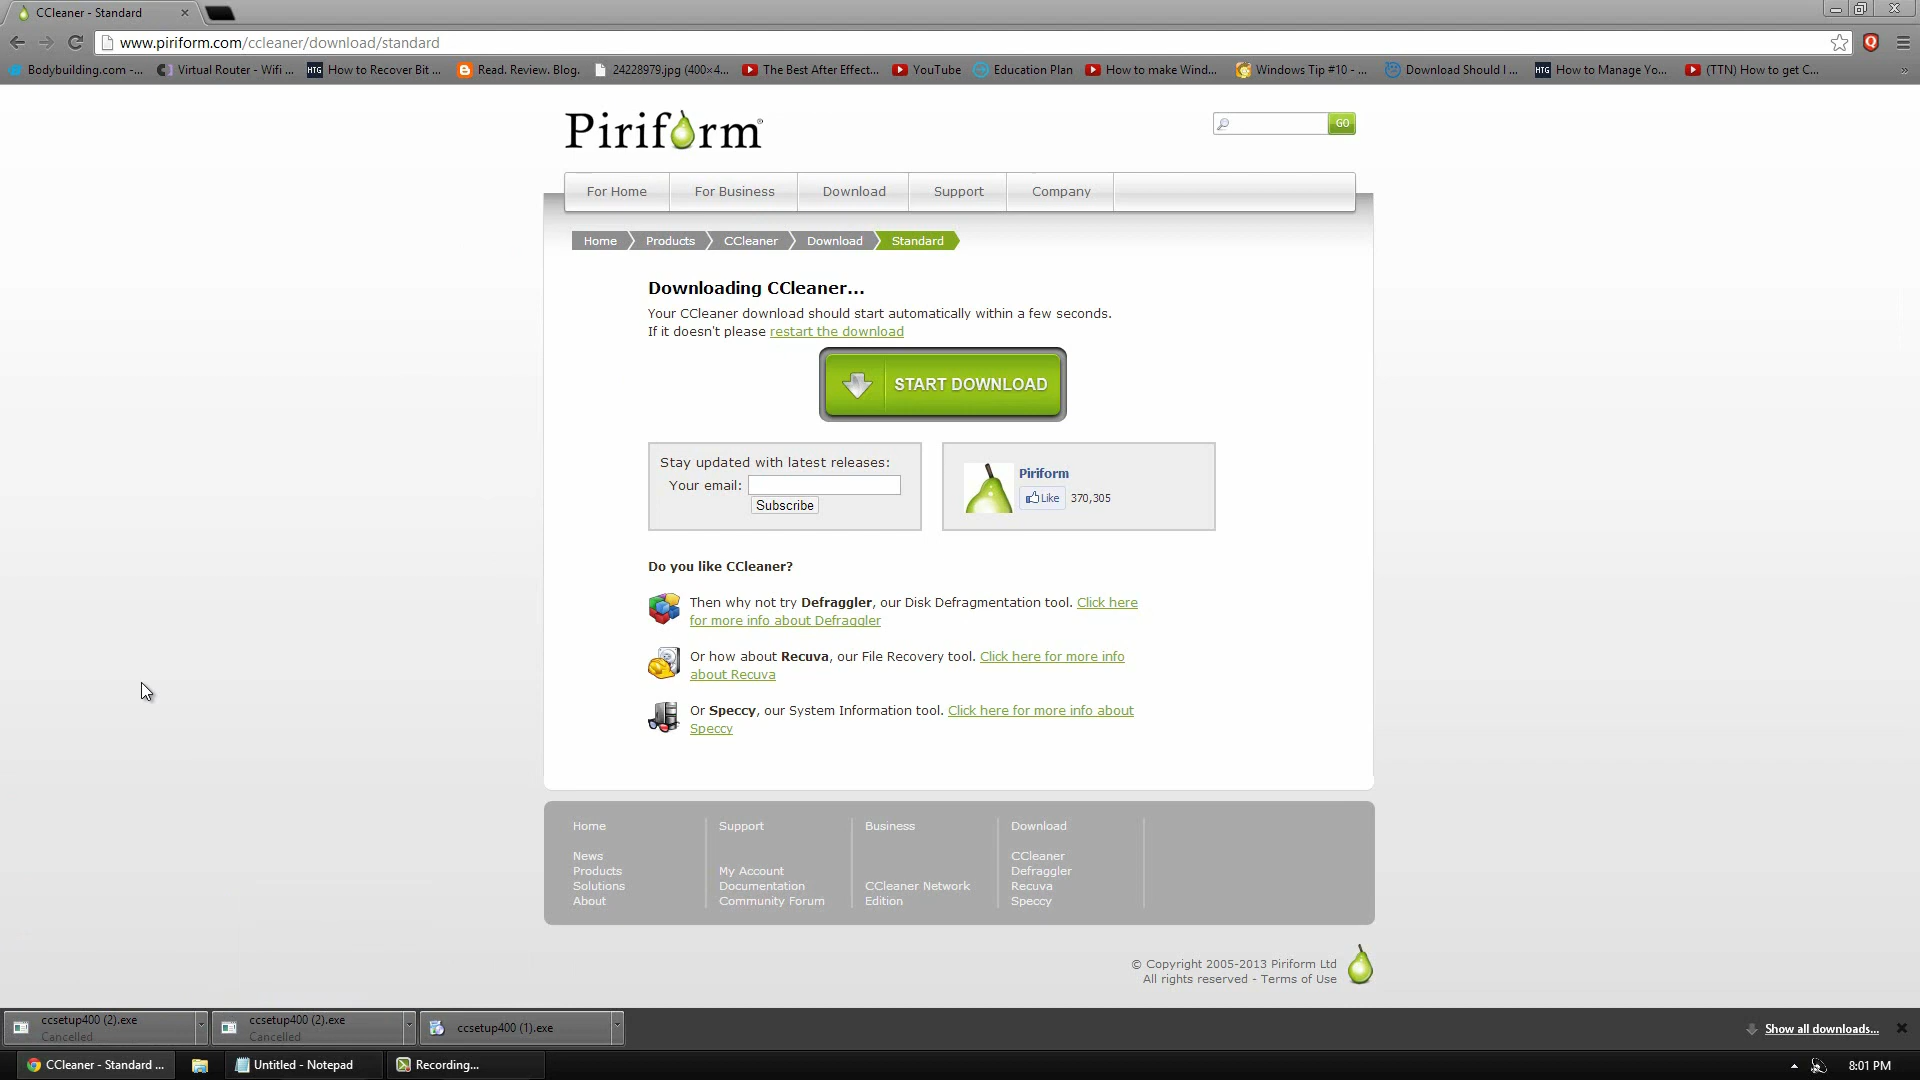 CCleaner - Standard
www.piriform.com/ccleaner/download/standard
Bodybuilding.com -...
Virtual Router - Wifi ...
HTG How to Recover Bit ...
Read. Review. Blog.
24228979.jpg (400×4...
The Best After Effect...
YouTube
Education Plan
How to make Wind...
Windows Tip #10 - ...
Download Should I ...
HTG How to Manage Yo...
(TTN) How to get C...
»
Piriform®
GO
For Home
For Business
Download
Support
Company
Home
Products
CCleaner
Download
Standard
Downloading CCleaner...
Your CCleaner download should start automatically within a few seconds.
If it doesn't please restart the download
START DOWNLOAD
Stay updated with latest releases:
Your email:
Subscribe
Piriform
Like 370,305
Do you like CCleaner?
Then why not try Defraggler, our Disk Defragmentation tool. Click here
for more info about Defraggler
Or how about Recuva, our File Recovery tool. Click here for more info
about Recuva
Or Speccy, our System Information tool. Click here for more info about
Speccy
Home
News
Products
Solutions
About
Support
My Account
Documentation
Community Forum
Business
CCleaner Network
Edition
Download
CCleaner
Defraggler
Recuva
Speccy
© Copyright 2005-2013 Piriform Ltd
All rights reserved - Terms of Use
ccsetup400 (2).exe
Cancelled
ccsetup400 (2).exe
Cancelled
ccsetup400 (1).exe
Show all downloads...
CCleaner - Standard ...
Untitled - Notepad
Recording...
8:01 PM